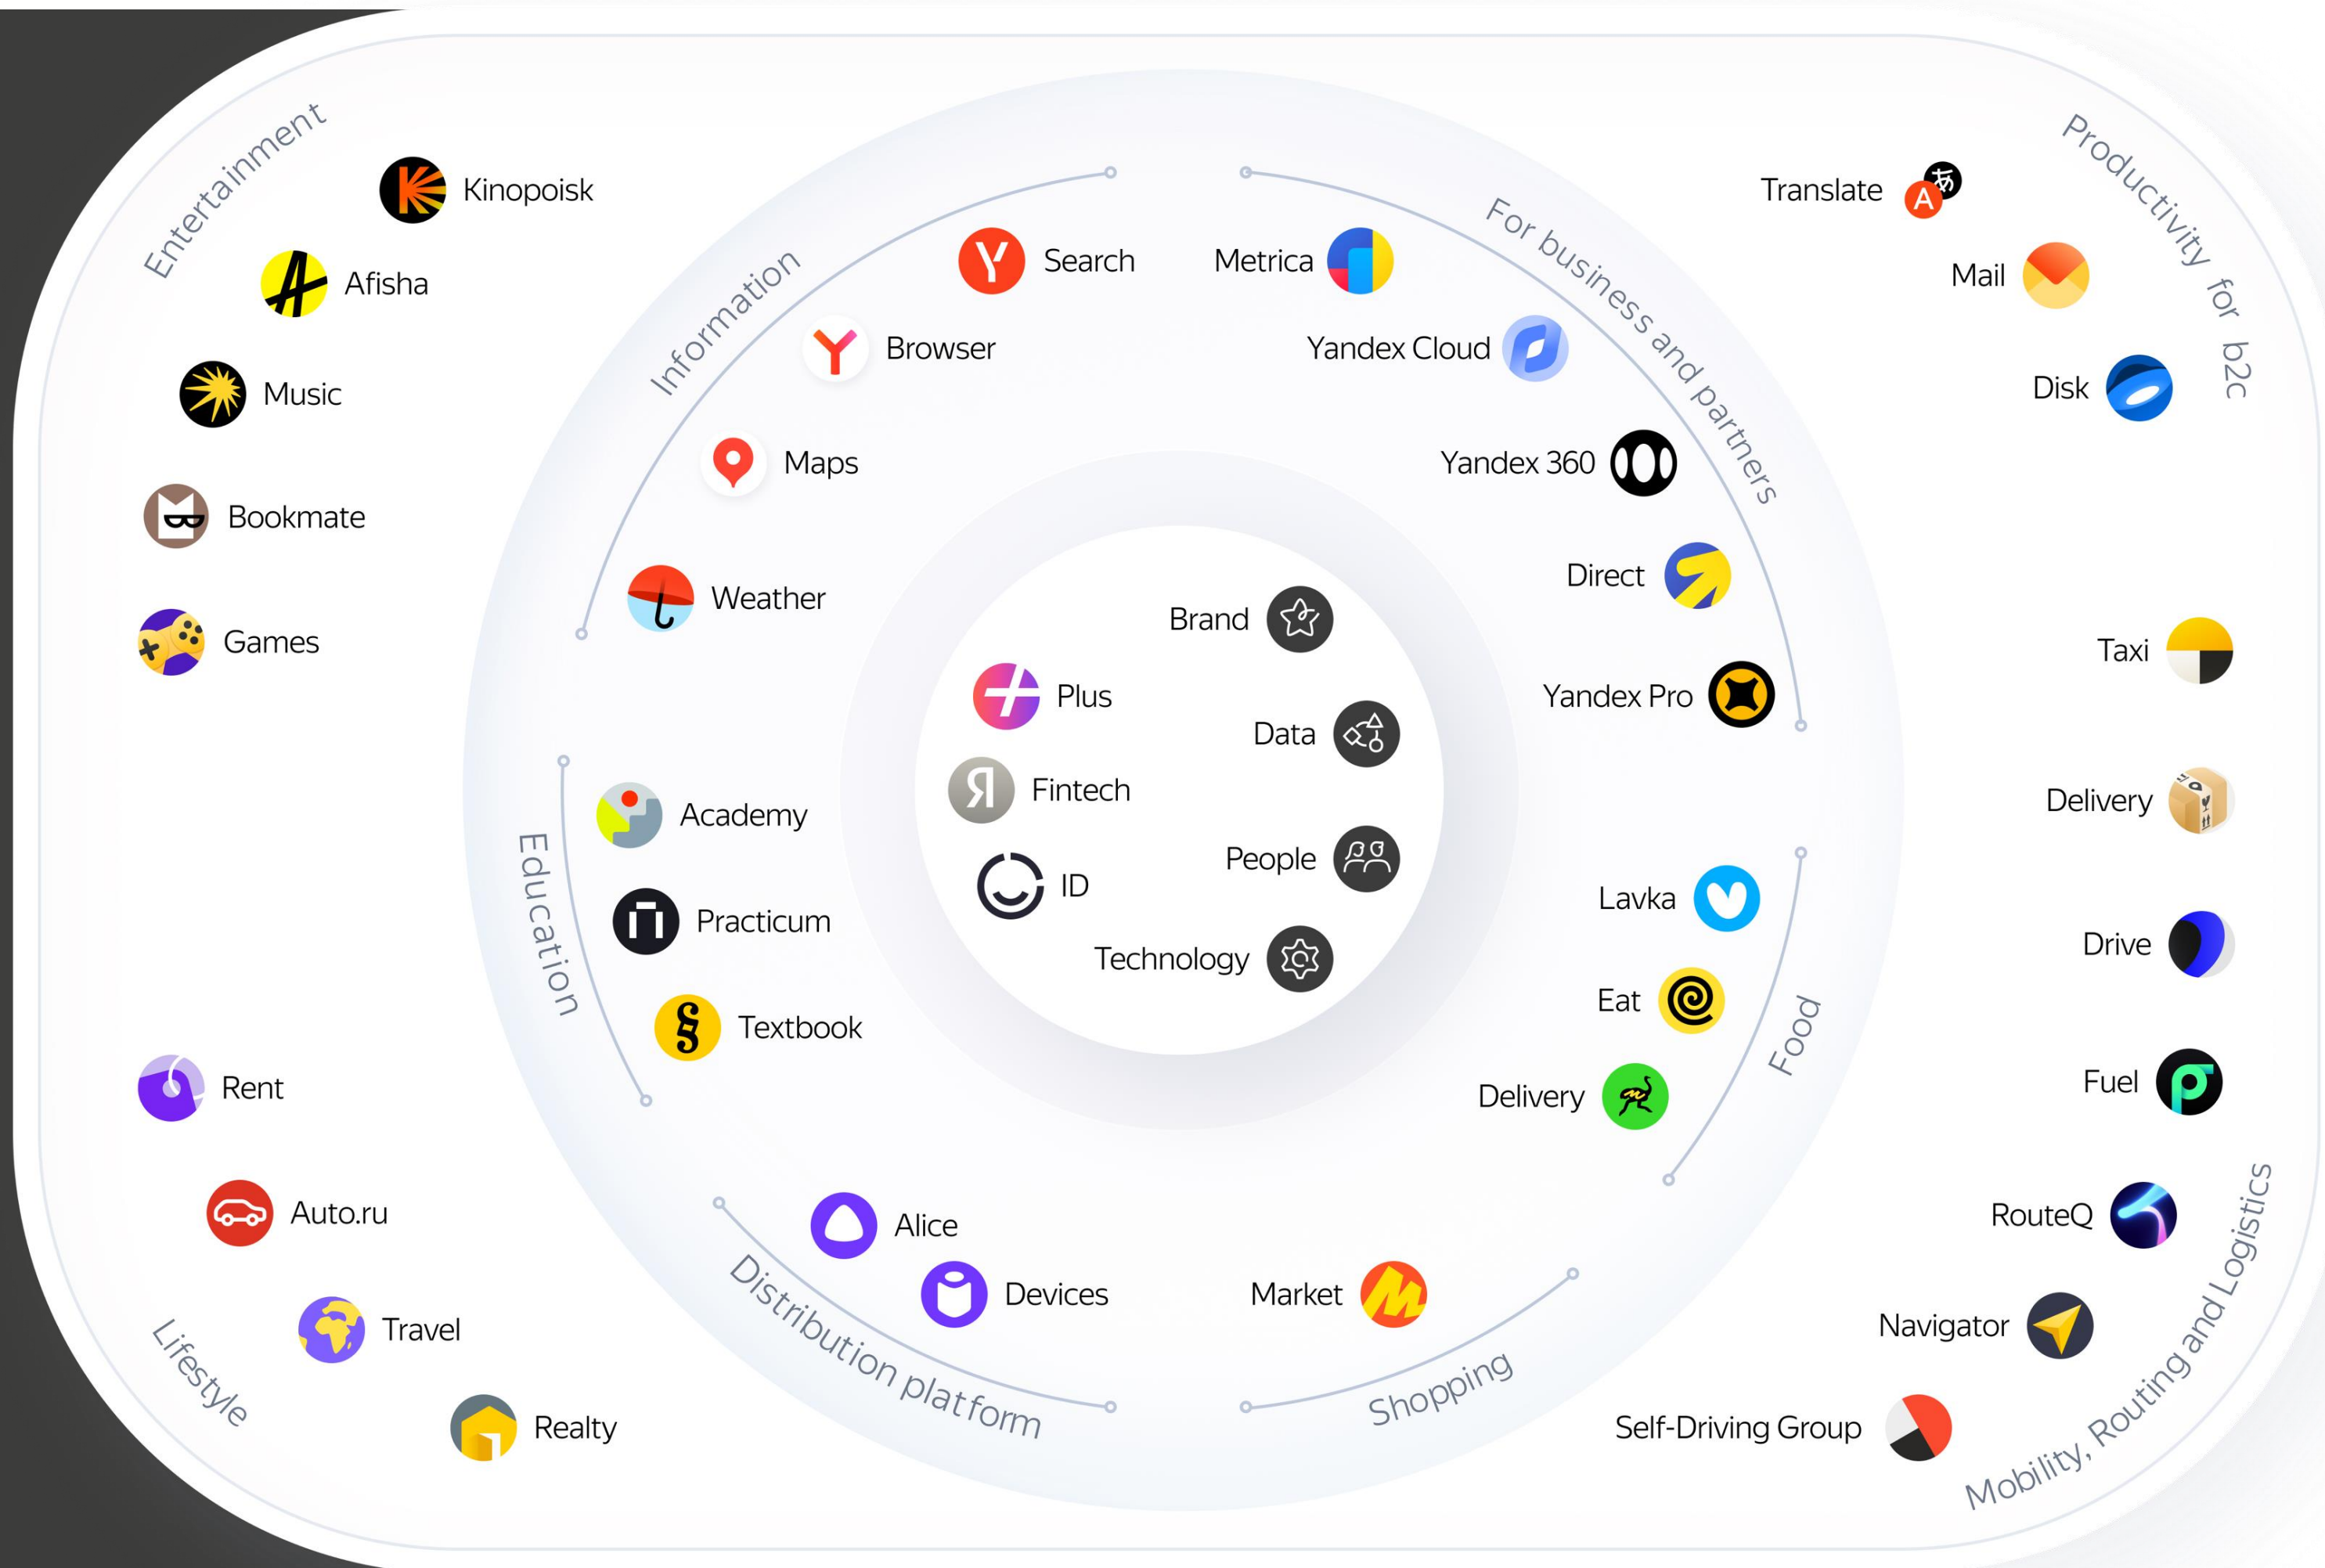 Entertainment
Kinopoisk
Afisha
Music
Bookmate
Games
Lifestyle
Rent
Auto.ru
Travel
Realty
Information
Search
Browser
Maps
Weather
Education
Academy
Practicum
Textbook
Distribution platform
Alice
Devices
Plus
Fintech
Я
ID
Brand
Data
People
Technology
For business and partners
Metrica
Yandex Cloud
Yandex 360
Direct
Yandex Pro
Food
Lavka
Eat
Delivery
Shopping
Market
Productivity for b2c
Translate
A
あ
Mail
Disk
Mobility, Routing and Logistics
Taxi
Delivery
Drive
Fuel
RouteQ
Navigator
Self-Driving Group